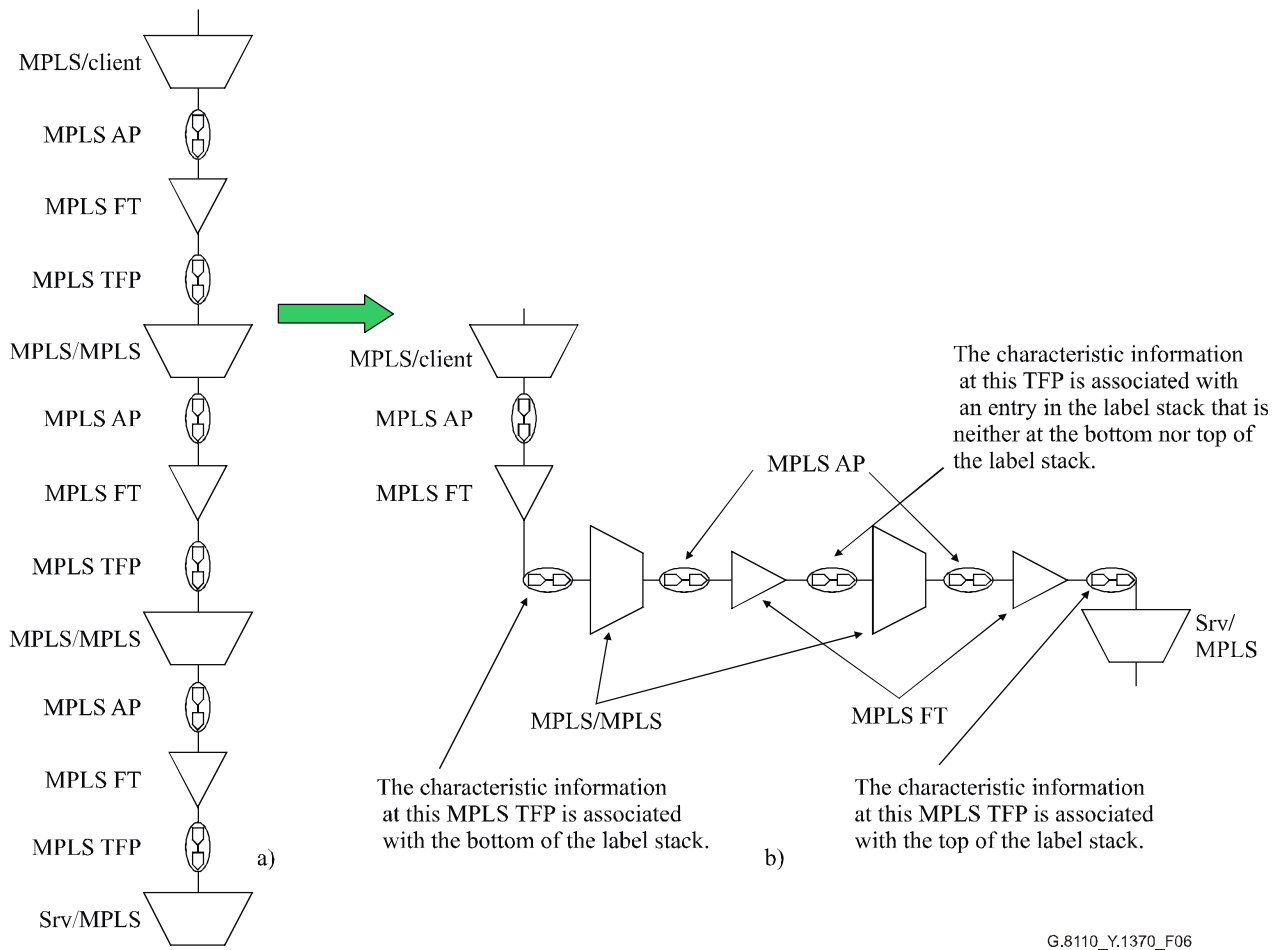 MPLS/client
MPLS AP
MPLS FT
MPLS TFP
MPLS/MPLS
MPLS AP
MPLS FT
MPLS TFP
MPLS/MPLS
MPLS AP
MPLS FT
MPLS TFP
Srv/MPLS
a)
MPLS/client
MPLS AP
MPLS FT
MPLS AP
The characteristic information
at this TFP is associated with
an entry in the label stack that is
neither at the bottom nor top of
the label stack.
Srv/
MPLS
MPLS/MPLS
MPLS FT
The characteristic information
at this MPLS TFP is associated
with the bottom of the label stack.
The characteristic information
at this MPLS TFP is associated
with the top of the label stack.
b)
G.8110_Y.1370_F06